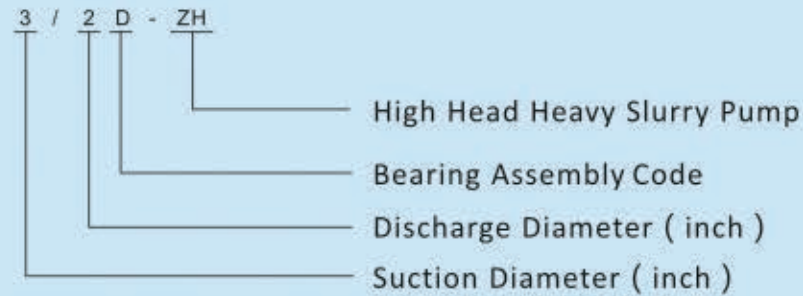 3 / 2 D - ZH
High Head Heavy Slurry Pump
Bearing Assembly Code
Discharge Diameter ( inch )
Suction Diameter ( inch )